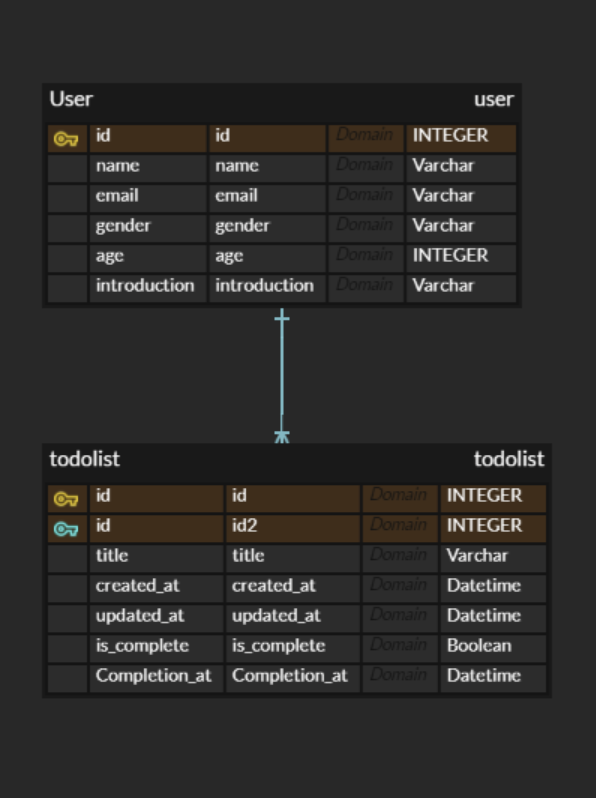 User user
id id Domain INTEGER
name name Domain Varchar
email email Domain Varchar
gender gender Domain Varchar
age age Domain INTEGER
introduction introduction Domain Varchar
todolist todolist
id id Domain INTEGER
id id2 Domain INTEGER
title title Domain Varchar
created_at created_at Domain Datetime
updated_at updated_at Domain Datetime
is_complete is_complete Domain Boolean
Completion_at Completion_at Domain Datetime